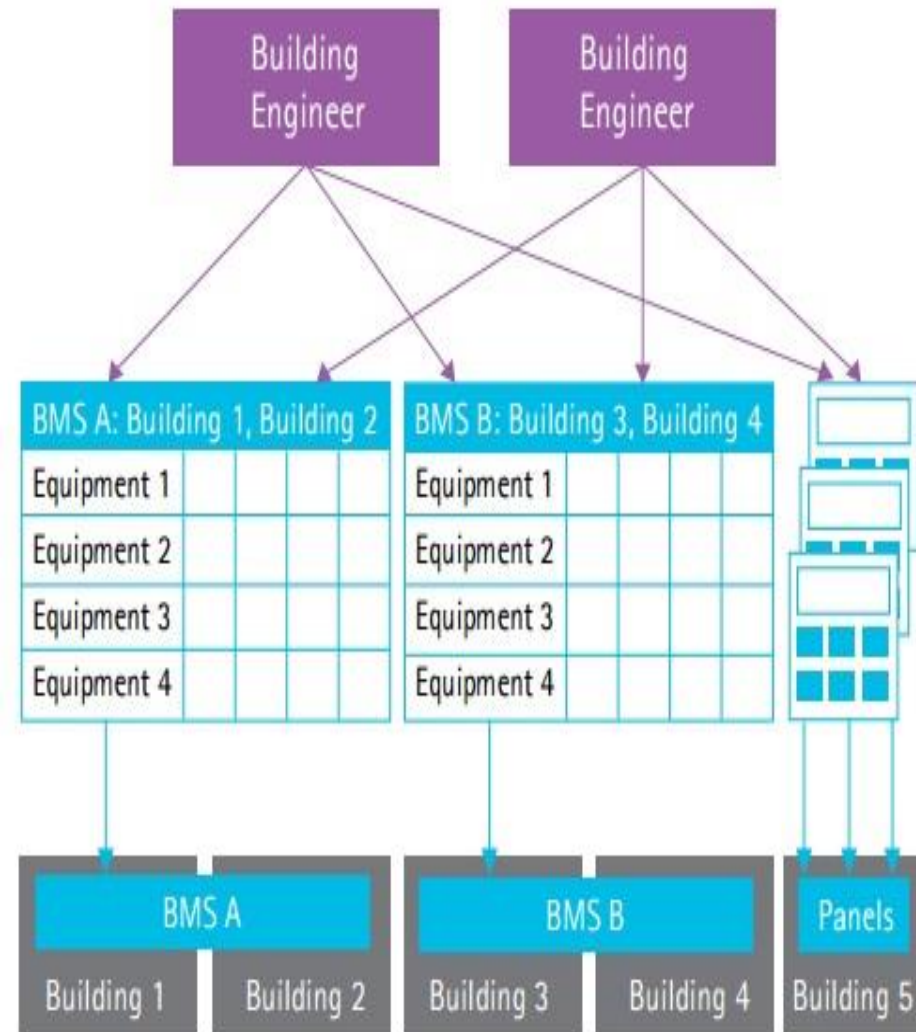 Building
Engineer
Building
Engineer
BMS A: Building 1, Building 2
Equipment 1
Equipment 2
Equipment 3
Equipment 4
BMS B: Building 3, Building 4
Equipment 1
Equipment 2
Equipment 3
Equipment 4
BMS A
Building 1
Building 2
BMS B
Building 3
Building 4
Panels
Building 5